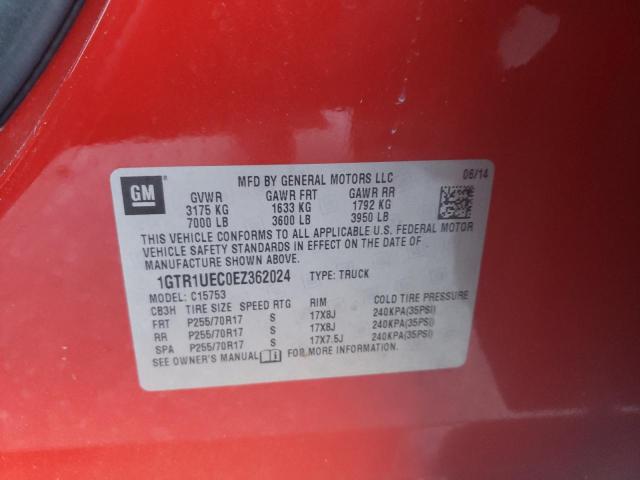 GM
MFD BY GENERAL MOTORS LLC 06/14
GVWR GAWR FRT GAWR RR
3175 KG 1633 KG 1792 KG
7000 LB 3600 LB 3950 LB
THIS VEHICLE CONFORMS TO ALL APPLICABLE U.S. FEDERAL MOTOR
VEHICLE SAFETY STANDARDS IN EFFECT ON THE DATE OF
MANUFACTURE SHOWN ABOVE.
1GTR1UEC0EZ362024 TYPE: TRUCK
MODEL: C15753
CB3H TIRE SIZE SPEED RTG RIM COLD TIRE PRESSURE
FRT P255/70R17 S 17X8J 240KPA(35PSI)
RR P255/70R17 S 17X8J 240KPA(35PSI)
SPA P255/70R17 S 17X7.5J 240KPA(35PSI)
SEE OWNER'S MANUAL